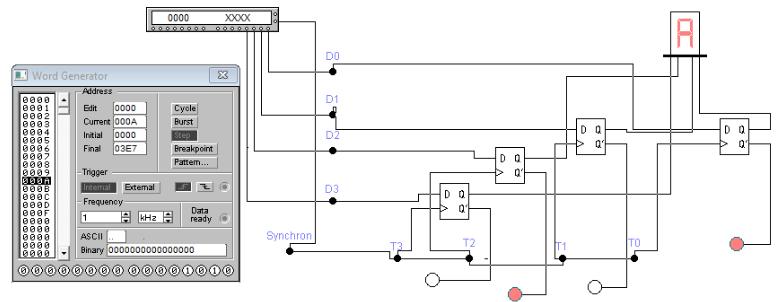 0000 XXXX
D0
D1
D2
D3
Synchron
T3
T2
T1
T0
D Q
Q'
D Q
Q'
D Q
Q'
D Q
Q'
A
Word Generator
0000
0001
0002
0003
0004
0005
0006
0007
0008
0009
000A
000B
000C
000D
000E
000F
0000
0000
0000
0000
0000
0000
Address
Edit 0000
Current 000A
Initial 0000
Final 03E7
Cycle
Burst
Step
Breakpoint
Pattern...
Trigger
Internal External
Frequency
1 kHz
Data
ready
ASCII ..
Binary 0000000000000000
0000000000001010